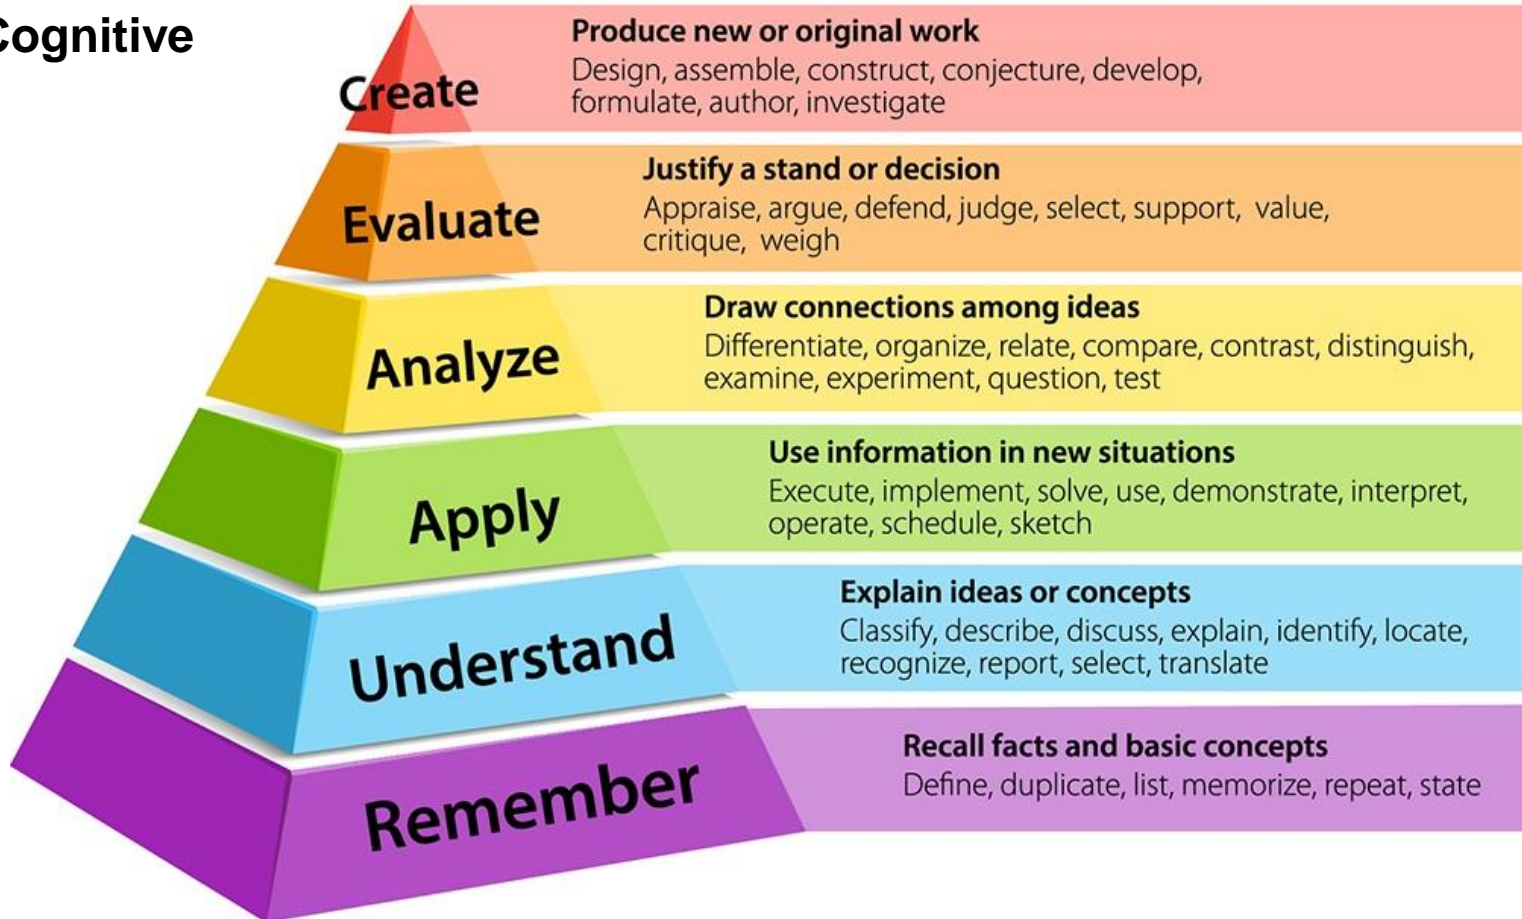 Cognitive
Create
Produce new or original work
Design, assemble, construct, conjecture, develop,
formulate, author, investigate
Evaluate
Justify a stand or decision
Appraise, argue, defend, judge, select, support, value,
critique, weigh
Analyze
Draw connections among ideas
Differentiate, organize, relate, compare, contrast, distinguish,
examine, experiment, question, test
Apply
Use information in new situations
Execute, implement, solve, use, demonstrate, interpret,
operate, schedule, sketch
Understand
Explain ideas or concepts
Classify, describe, discuss, explain, identify, locate,
recognize, report, select, translate
Remember
Recall facts and basic concepts
Define, duplicate, list, memorize, repeat, state